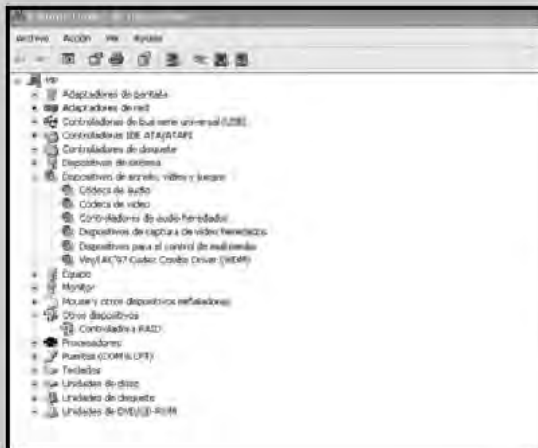 Archivo Acción Ver Ayuda
Adaptadores de pantalla
Adaptadores de red
Controladoras de bus serie universal (USB)
Controladoras IDE ATA/ATAPI
Controladoras de disquete
Dispositivos de sistema
Dispositivos de sonido, vídeo y juegos
Códecs de audio
Códecs de vídeo
Controladores de audio heredados
Dispositivos de captura de vídeo heredados
Dispositivos para el control de multimedia
Vinyl AC'97 Codec Combo Driver (WDM)
Equipo
Monitor
Mouse y otros dispositivos señaladores
Otros dispositivos
Controladora RAID
Procesadores
Puertos (COM & LPT)
Teclados
Unidades de disco
Unidades de disquete
Unidades de DVD/CD-ROM